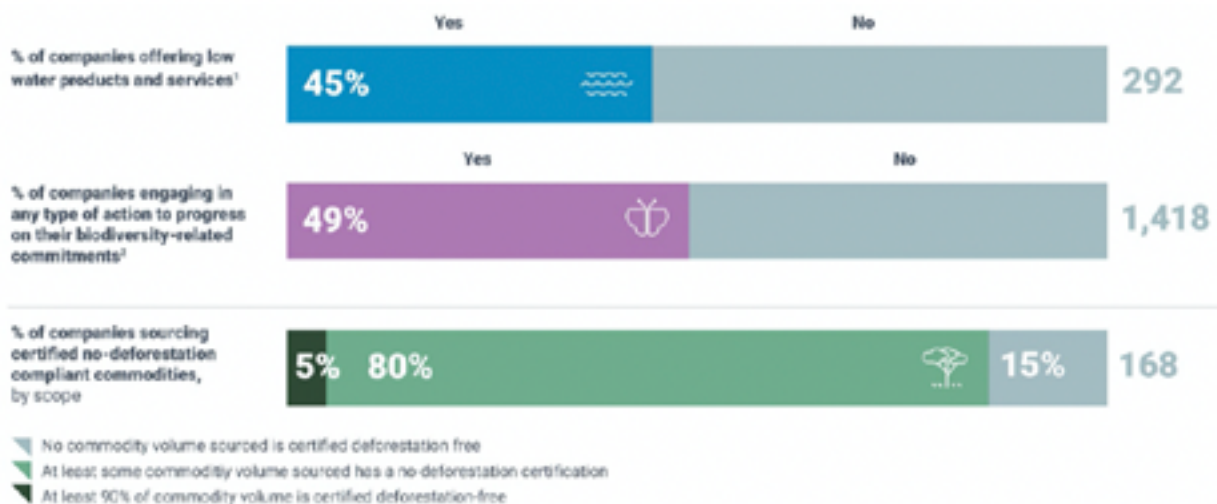 Yes No
% of companies offering low
water products and services¹
45%
292
Yes No
% of companies engaging in
any type of action to progress
on their biodiversity-related
commitments²
49%
1,418
% of companies sourcing
certified no-deforestation
compliant commodities,
by scope
5% 80% 15% 168
No commodity volume sourced is certified deforestation free
At least some commoditiy volume sourced has a no-deforestation certification
At least 90% of commodity volume is certified deforestation-free